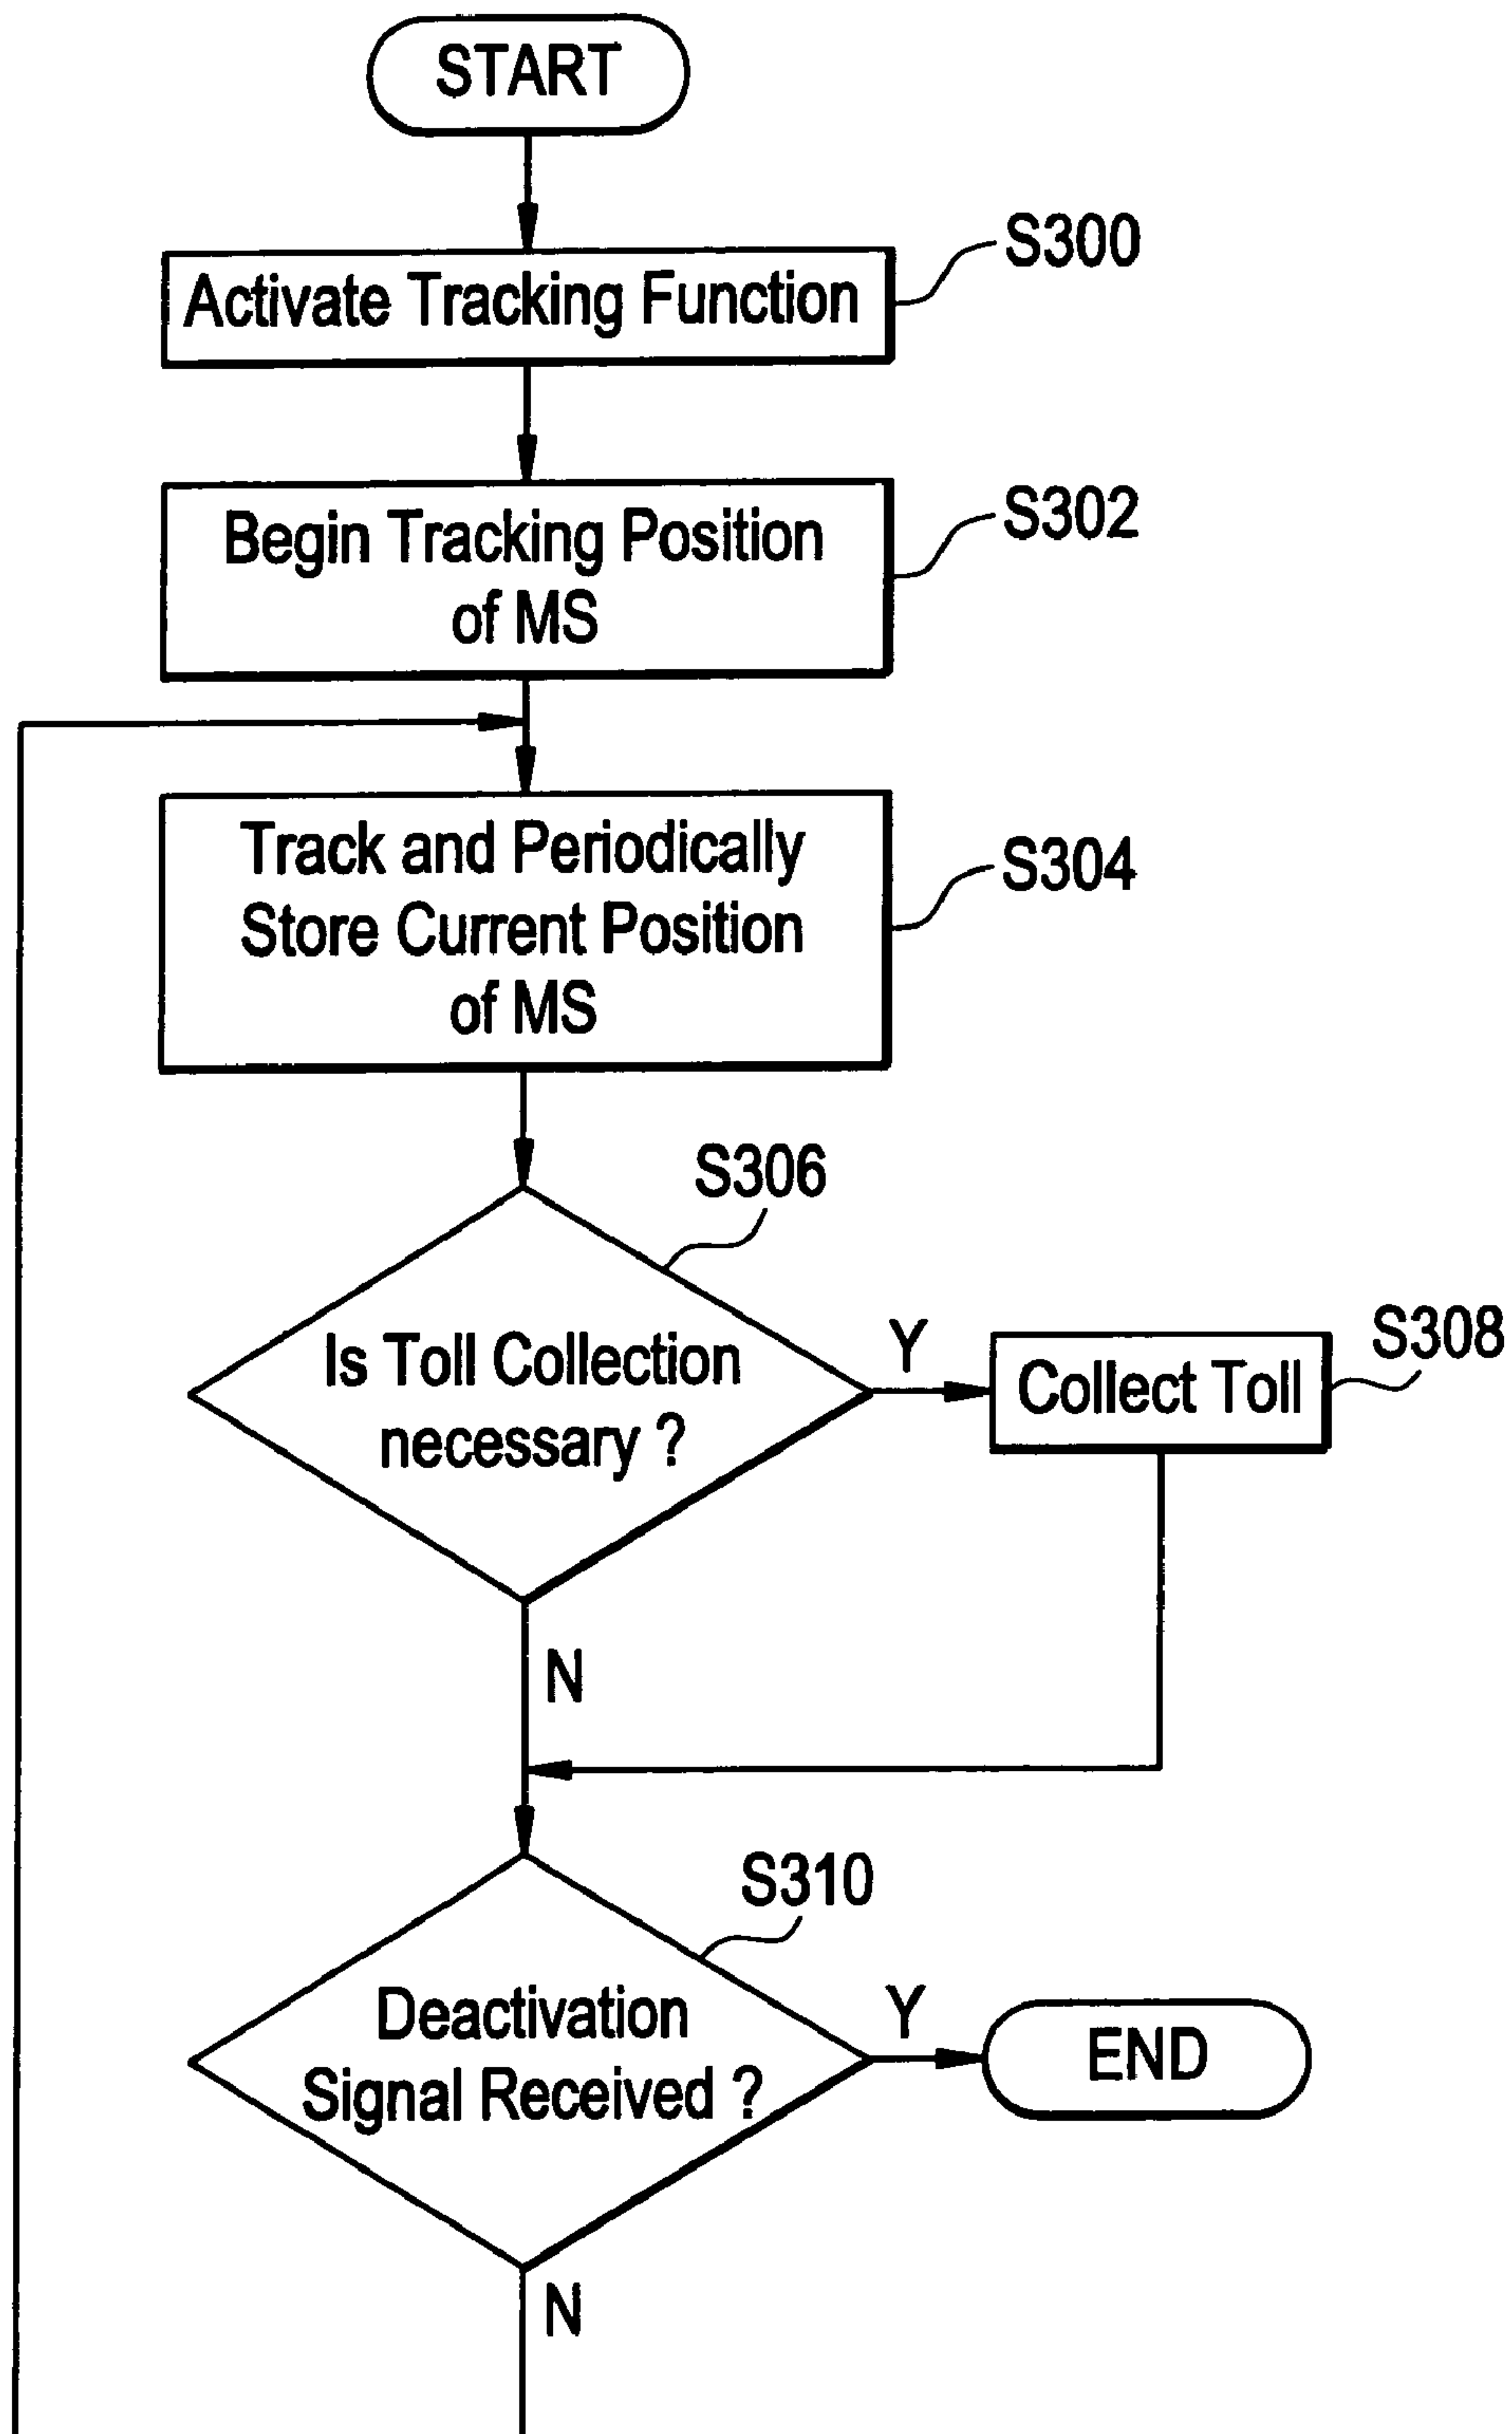 START
Activate Tracking Function
S300
Begin Tracking Position
of MS
S302
Track and Periodically
Store Current Position
of MS
S304
S306
Is Toll Collection
necessary ?
Y
Collect Toll
S308
N
S310
Deactivation
Signal Received ?
Y
END
N